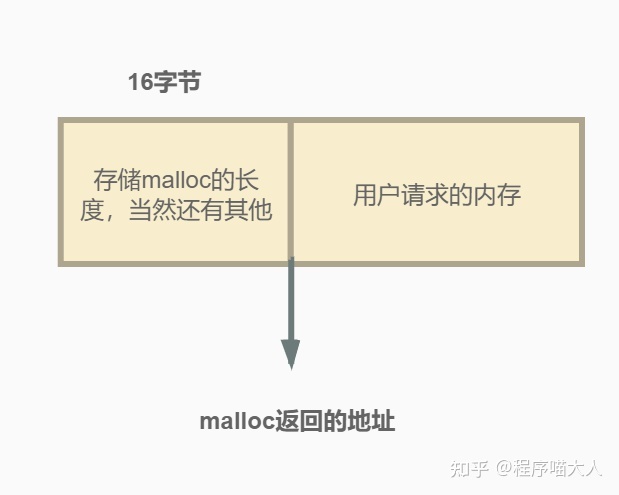 16字节
存储malloc的长
度，当然还有其他
用户请求的内存
malloc返回的地址
知乎 @程序喵大人